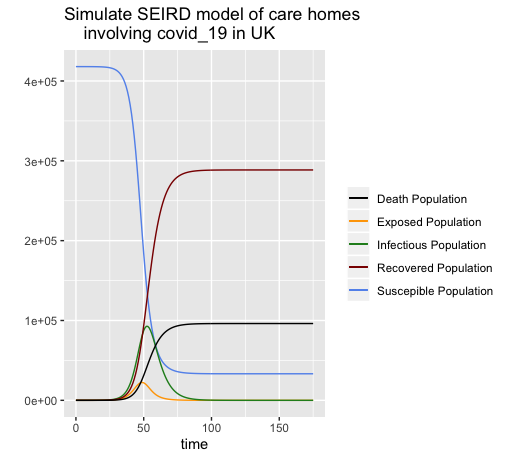 Simulate SEIRD model of care homes
involving covid_19 in UK
4e+05
3e+05
2e+05
1e+05
0e+00
0 50 100 150
time
Death Population
Exposed Population
Infectious Population
Recovered Population
Suscepible Population